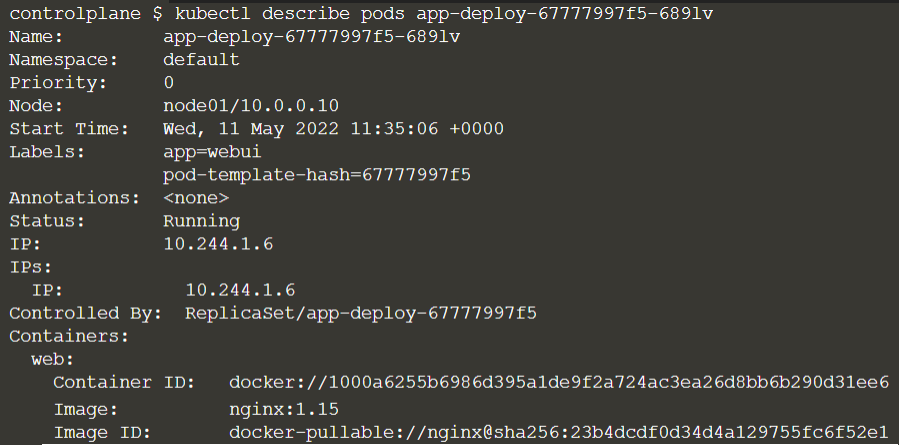 controlplane $ kubectl describe pods app-deploy-67777997f5-689lv
Name: app-deploy-67777997f5-689lv
Namespace: default
Priority: 0
Node: node01/10.0.0.10
Start Time: Wed, 11 May 2022 11:35:06 +0000
Labels: app=webui
pod-template-hash=67777997f5
Annotations: <none>
Status: Running
IP: 10.244.1.6
IPs:
IP: 10.244.1.6
Controlled By: ReplicaSet/app-deploy-67777997f5
Containers:
web:
Container ID: docker://1000a6255b6986d395a1de9f2a724ac3ea26d8bb6b290d31ee6
Image: nginx:1.15
Image ID: docker-pullable://nginx@sha256:23b4dcdf0d34d4a129755fc6f52e1